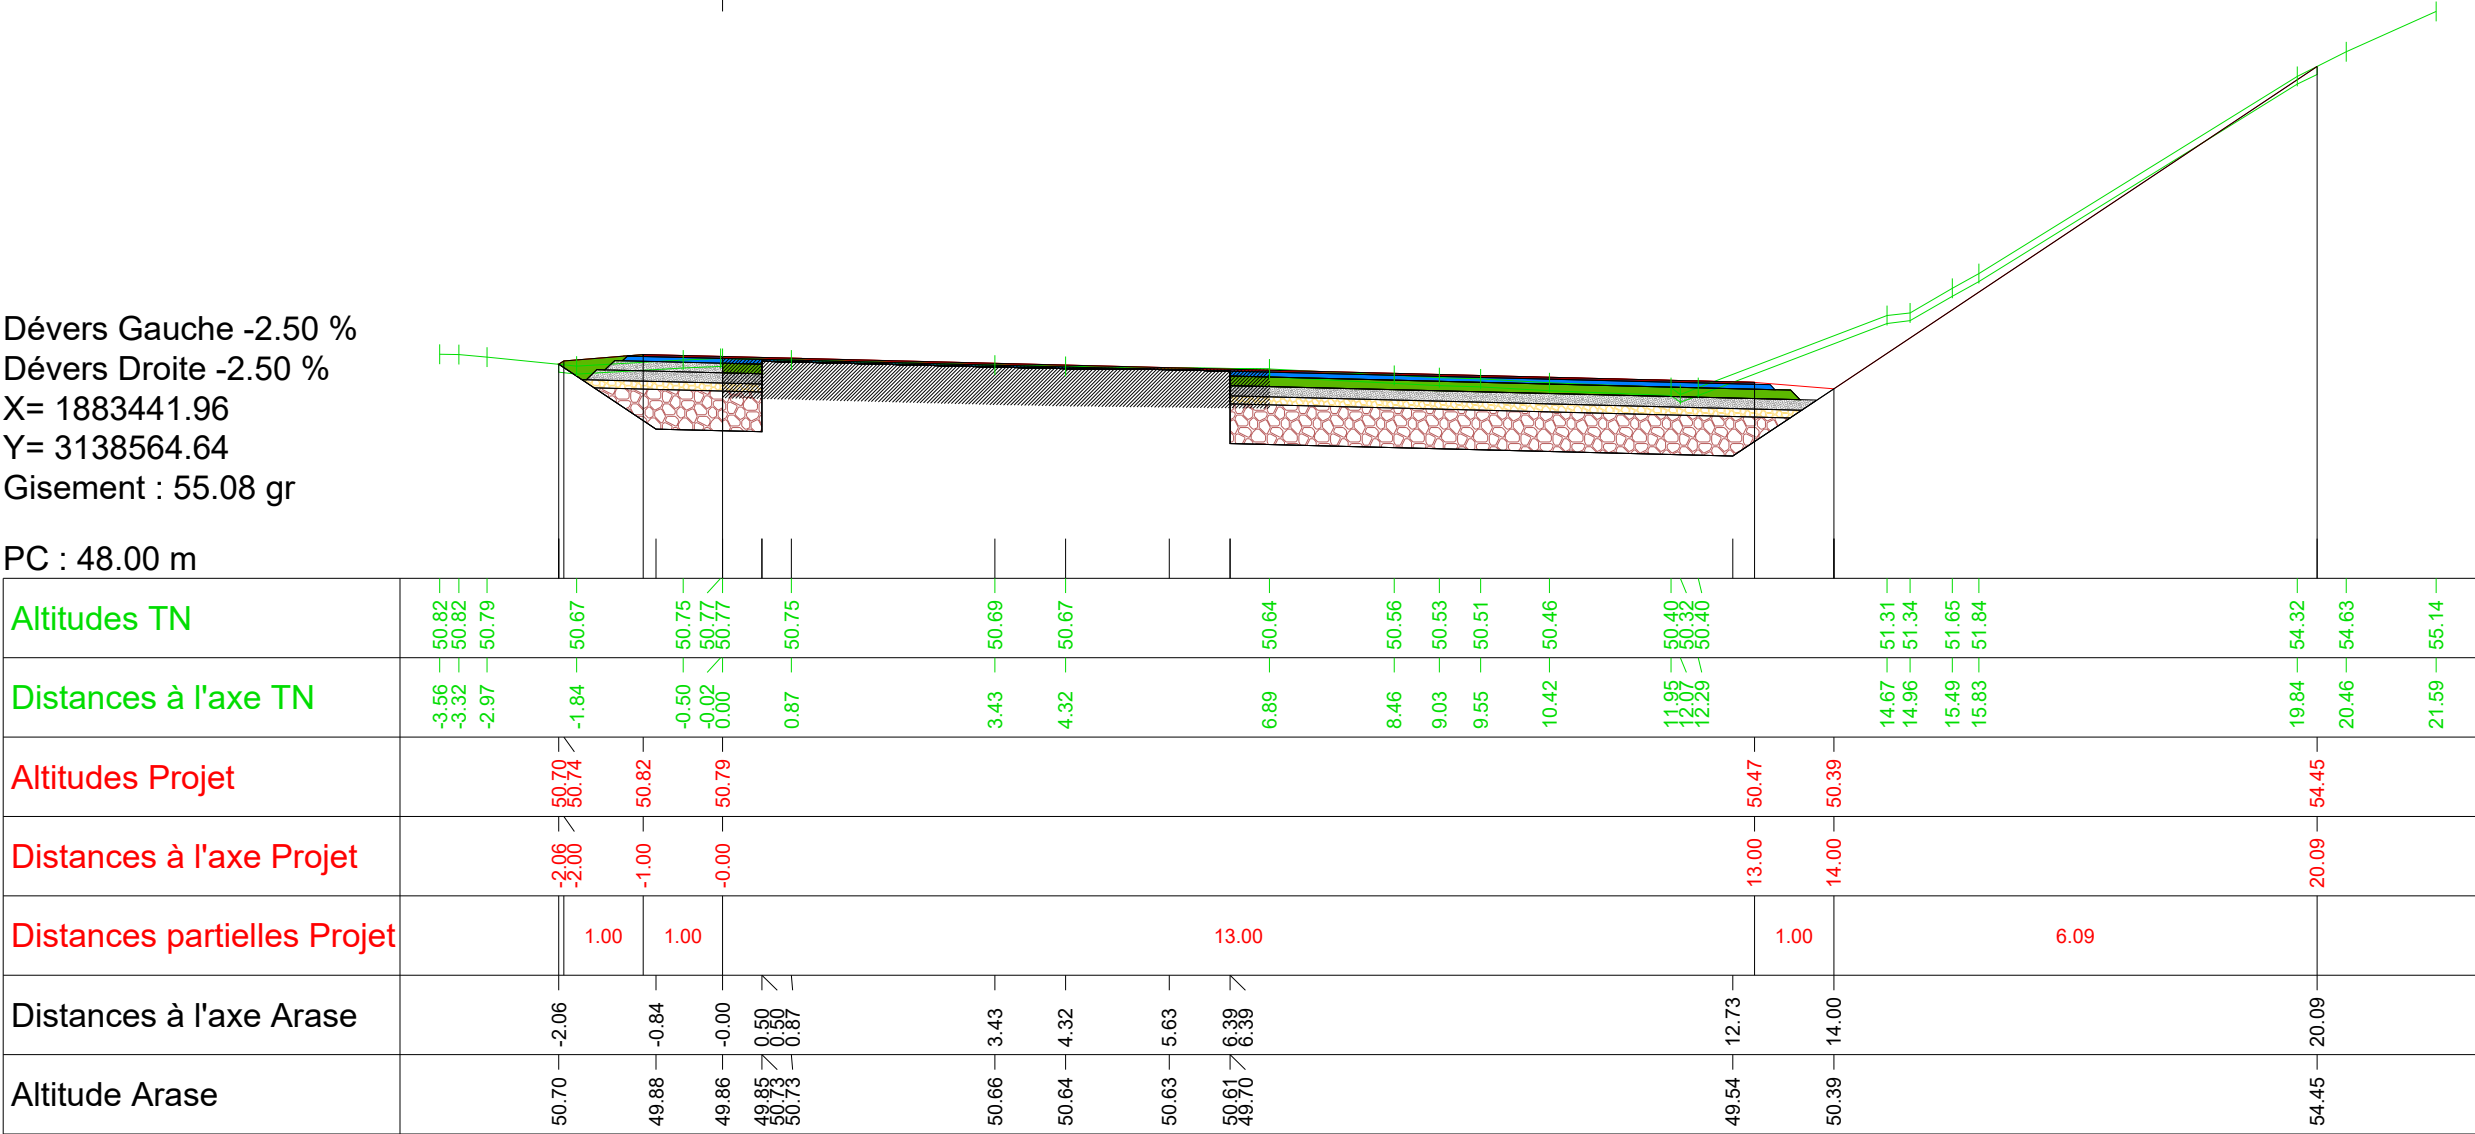 Dévers Gauche -2.50 %
Dévers Droite -2.50 %
X= 1883441.96
Y= 3138564.64
Gisement : 55.08 gr
PC : 48.00 m
Altitudes TN 50.82 50.82 50.79 50.67 50.75 50.77 50.77 50.75 50.69 50.67 50.64 50.56 50.53 50.51 50.46 50.40 50.32 50.40 51.31 51.34 51.65 51.84 54.32 54.63 55.14
Distances à l'axe TN -3.56 -3.32 -2.97 -1.84 -0.50 -0.02 0.00 0.87 3.43 4.32 6.89 8.46 9.03 9.55 10.42 11.95 12.07 12.29 14.67 14.96 15.49 15.83 19.84 20.46 21.59
Altitudes Projet 50.70 50.74 50.82 50.79 50.47 50.39 54.45
Distances à l'axe Projet -2.06 -2.00 -1.00 -0.00 13.00 14.00 20.09
Distances partielles Projet 1.00 1.00 13.00 1.00 6.09
Distances à l'axe Arase -2.06 -0.84 -0.00 0.50 0.50 0.87 3.43 4.32 5.63 6.39 6.39 12.73 14.00 20.09
Altitude Arase 50.70 49.88 49.86 49.85 50.73 50.73 50.66 50.64 50.63 50.61 49.70 49.54 50.39 54.45